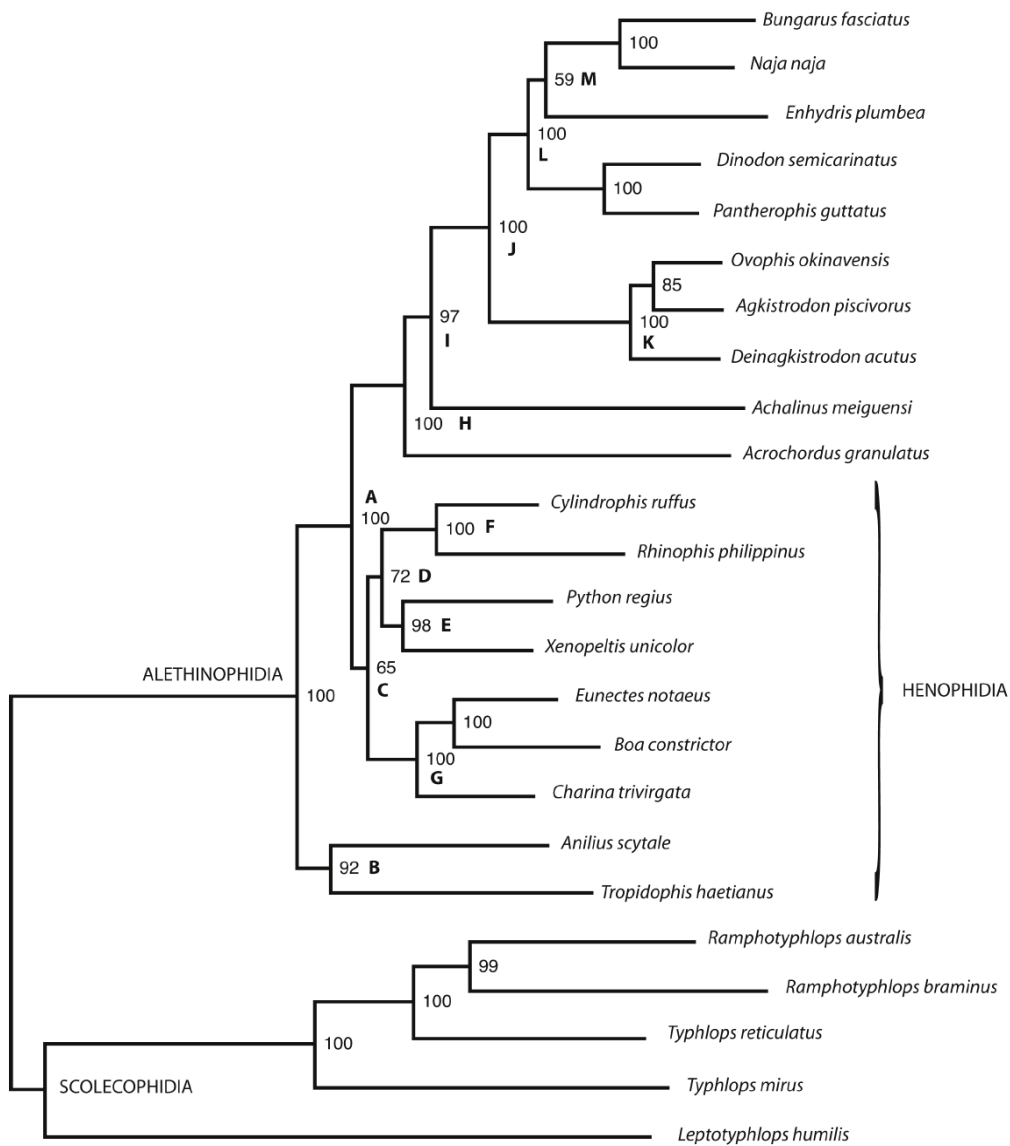 Bungarus fasciatus
100
Naja naja
59 M
Enhydris plumbea
100
L
Dinodon semicarinatus
100
Pantherophis guttatus
100
J
Ovophis okinavensis
85
Agkistrodon piscivorus
97
100
I
K
Deinagkistrodon acutus
Achalinus meiguensi
100 H
Acrochordus granulatus
A
100
Cylindrophis ruffus
100 F
Rhinophis philippinus
72 D
Python regius
98 E
Xenopeltis unicolor
65
C
ALETHINOPHIDIA
100
HENOPHIDIA
Eunectes notaeus
100
Boa constrictor
100
G
Charina trivirgata
Anilius scytale
92 B
Tropidophis haetianus
Ramphotyphlops australis
99
Ramphotyphlops braminus
100
Typhlops reticulatus
100
SCOLECOPHIDIA
Typhlops mirus
Leptotyphlops humilis